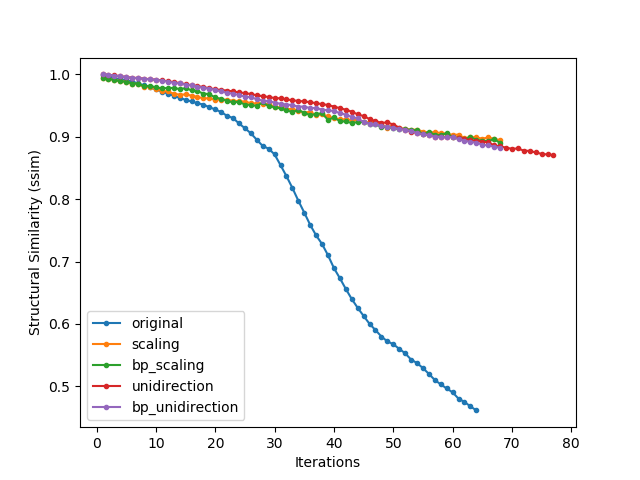 1.0
0.9
0.8
0.7
0.6
0.5
Structural Similarity (ssim)
original
scaling
bp_scaling
unidirection
bp_unidirection
0 10 20 30 40 50 60 70 80
Iterations